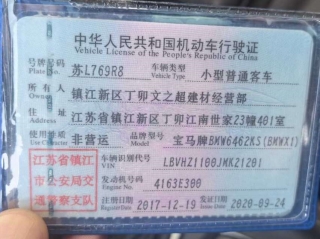 中华人民共和国机动车行驶证
Vehicle License of the People's Republic of China
号牌号码 苏L769R8 车辆类型 小型普通客车
Plate No. Vehicle Type
所有人 镇江新区丁卯文之超建材经营部
Owner
住址 江苏省镇江新区丁卯江南世家23幢401室
Address
使用性质 非营运 品牌型号 宝马牌BMW6462KS(BMWX1)
Use Character Model
江苏省镇江 车辆识别代号 LBVHZ1100JMK21201
VIN
市公安局交 发动机号码 4163E300
Engine No.
通警察支队 注册日期 2017-12-19 发证日期 2020-09-24
Register Date Issue Date